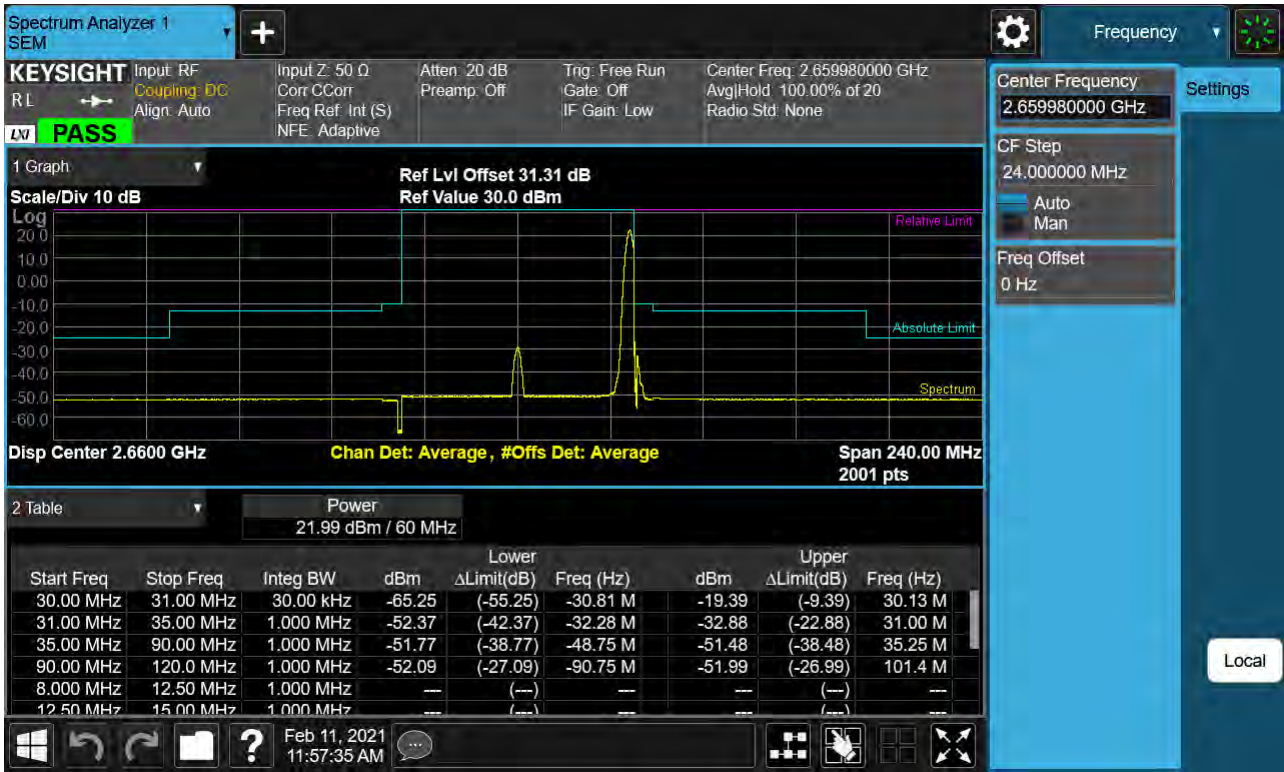 Spectrum Analyzer 1
SEM
+
Frequency
KEYSIGHT
RL
LXI PASS
Input: RF
Coupling: DC
Align: Auto
Input Z: 50 Ω
Corr CCorr
Freq Ref: Int (S)
NFE: Adaptive
Atten: 20 dB
Preamp: Off
Trig: Free Run
Gate: Off
IF Gain: Low
Center Freq: 2.659980000 GHz
Avg|Hold: 100.00% of 20
Radio Std: None
Center Frequency
2.659980000 GHz
Settings
CF Step
24.000000 MHz
Auto
Man
Freq Offset
0 Hz
Local
1 Graph
Scale/Div 10 dB
Ref Lvl Offset 31.31 dB
Ref Value 30.0 dBm
Log
20.0
10.0
0.00
-10.0
-20.0
-30.0
-40.0
-50.0
-60.0
Relative Limit
Absolute Limit
Spectrum
Disp Center 2.6600 GHz
Chan Det: Average, #Offs Det: Average
Span 240.00 MHz
2001 pts
2 Table
Power
21.99 dBm / 60 MHz
Lower Upper
Start Freq Stop Freq Integ BW dBm ΔLimit(dB) Freq (Hz) dBm ΔLimit(dB) Freq (Hz)
30.00 MHz 31.00 MHz 30.00 kHz -65.25 (-55.25) -30.81 M -19.39 (-9.39) 30.13 M
31.00 MHz 35.00 MHz 1.000 MHz -52.37 (-42.37) -32.28 M -32.88 (-22.88) 31.00 M
35.00 MHz 90.00 MHz 1.000 MHz -51.77 (-38.77) -48.75 M -51.48 (-38.48) 35.25 M
90.00 MHz 120.0 MHz 1.000 MHz -52.09 (-27.09) -90.75 M -51.99 (-26.99) 101.4 M
8.000 MHz 12.50 MHz 1.000 MHz --- (---) --- --- (---) ---
12.50 MHz 15.00 MHz 1.000 MHz --- (---) --- --- (---) ---
?
Feb 11, 2021
11:57:35 AM